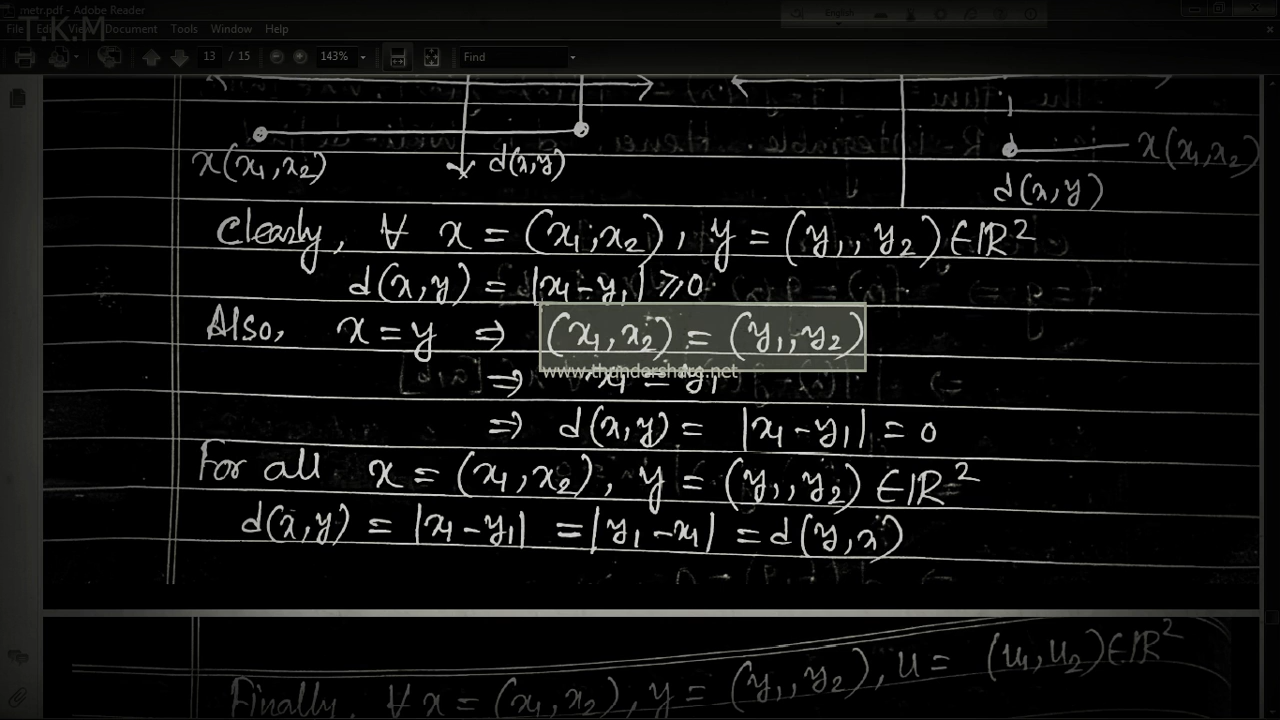 metr.pdf - Adobe Reader
T.K.M
File Edit View Document Tools Window Help
13 / 15 143% Find
English
x(x₁,x₂) d(x,y)
x(x₁,x₂)
d(x,y)
Clearly, ∀ x = (x₁,x₂), y = (y₁, y₂) ∈ IR²
d(x,y) = |x₁-y₁| ≥ 0
Also, x = y ⇒ (x₁,x₂) = (y₁,y₂)
www.thundershare.net
⇒ x₁ = y₁
⇒ d(x,y) = |x₁-y₁| = 0
For all x = (x₁,x₂), y = (y₁,y₂) ∈ IR²
d(x,y) = |x₁-y₁| = |y₁-x₁| = d(y,x)
Finally, ∀ x = (x₁,x₂), y = (y₁,y₂), u = (u₁,u₂) ∈ IR²